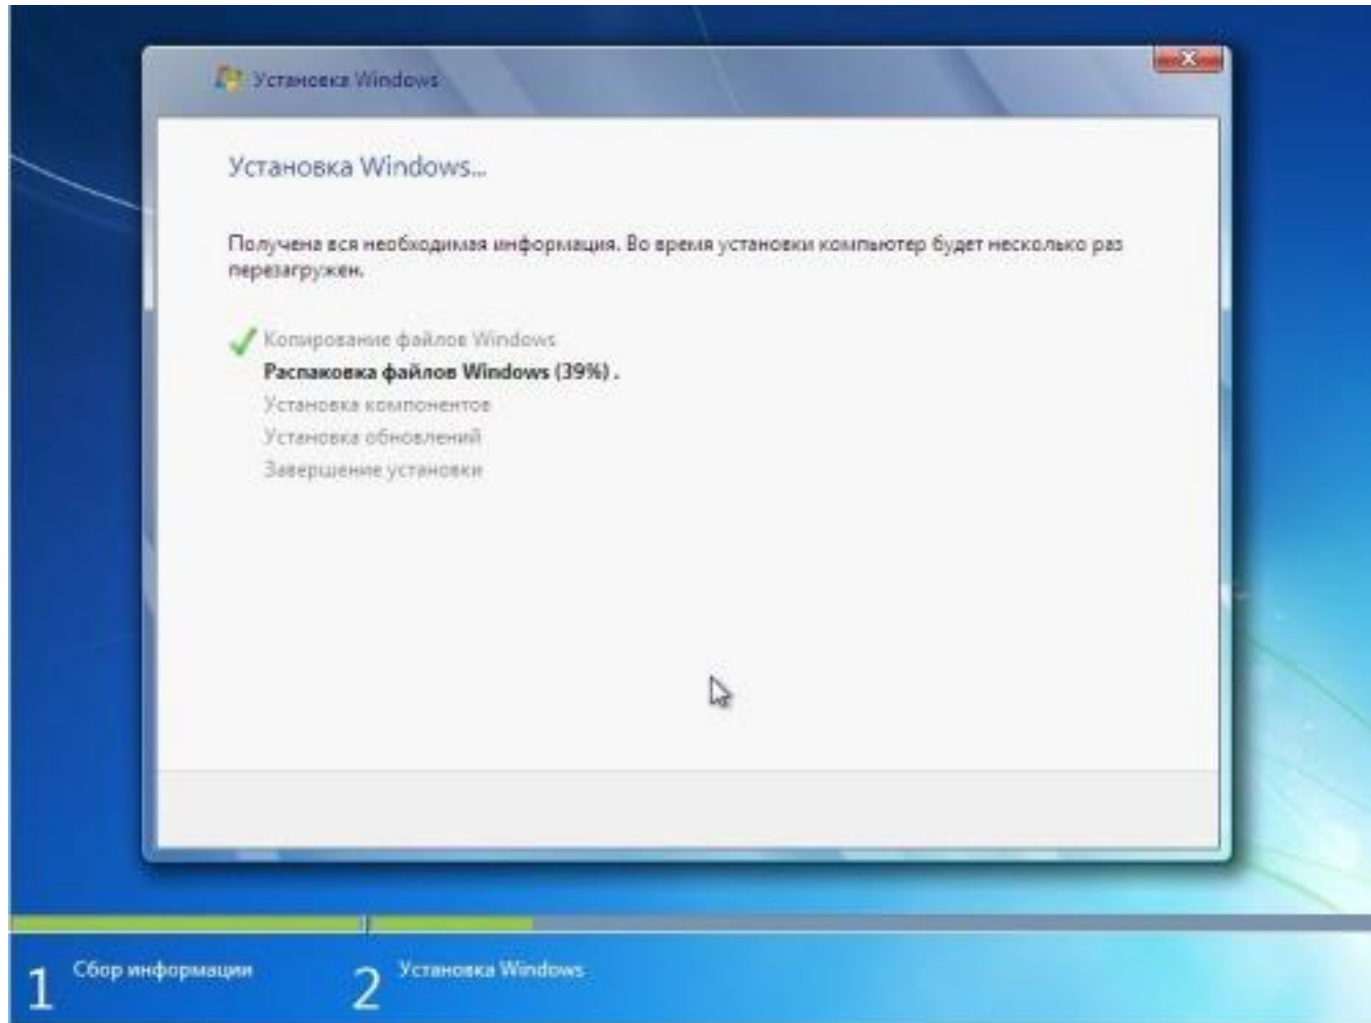 Установка Windows
Установка Windows...
Получена вся необходимая информация. Во время установки компьютер будет несколько раз
перезагружен.
Копирование файлов Windows
Распаковка файлов Windows (39%) .
Установка компонентов
Установка обновлений
Завершение установки
1 Сбор информации
2 Установка Windows